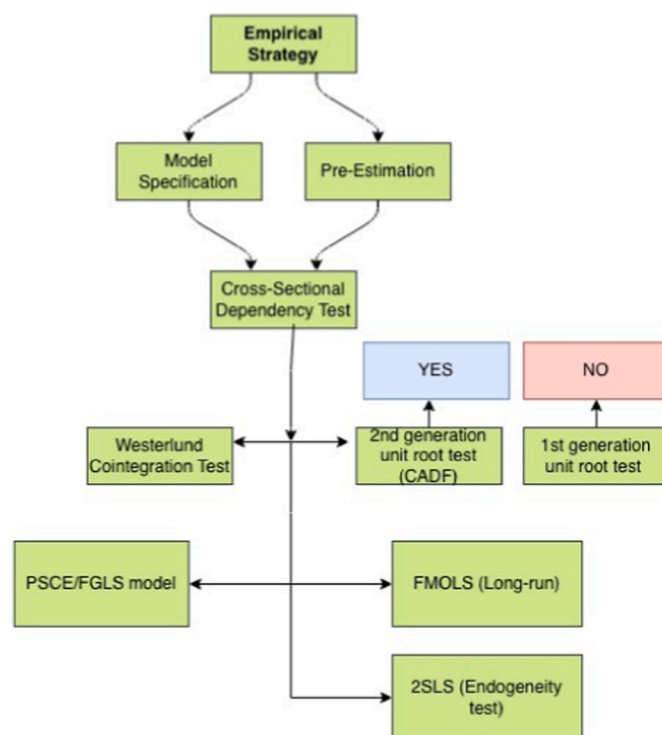 Empirical
Strategy
Model
Specification
Pre-Estimation
Cross-Sectional
Dependency Test
YES
NO
Westerlund
Cointegration Test
2nd generation
unit root test
(CADF)
1st generation
unit root test
PSCE/FGLS model
FMOLS (Long-run)
2SLS (Endogeneity
test)